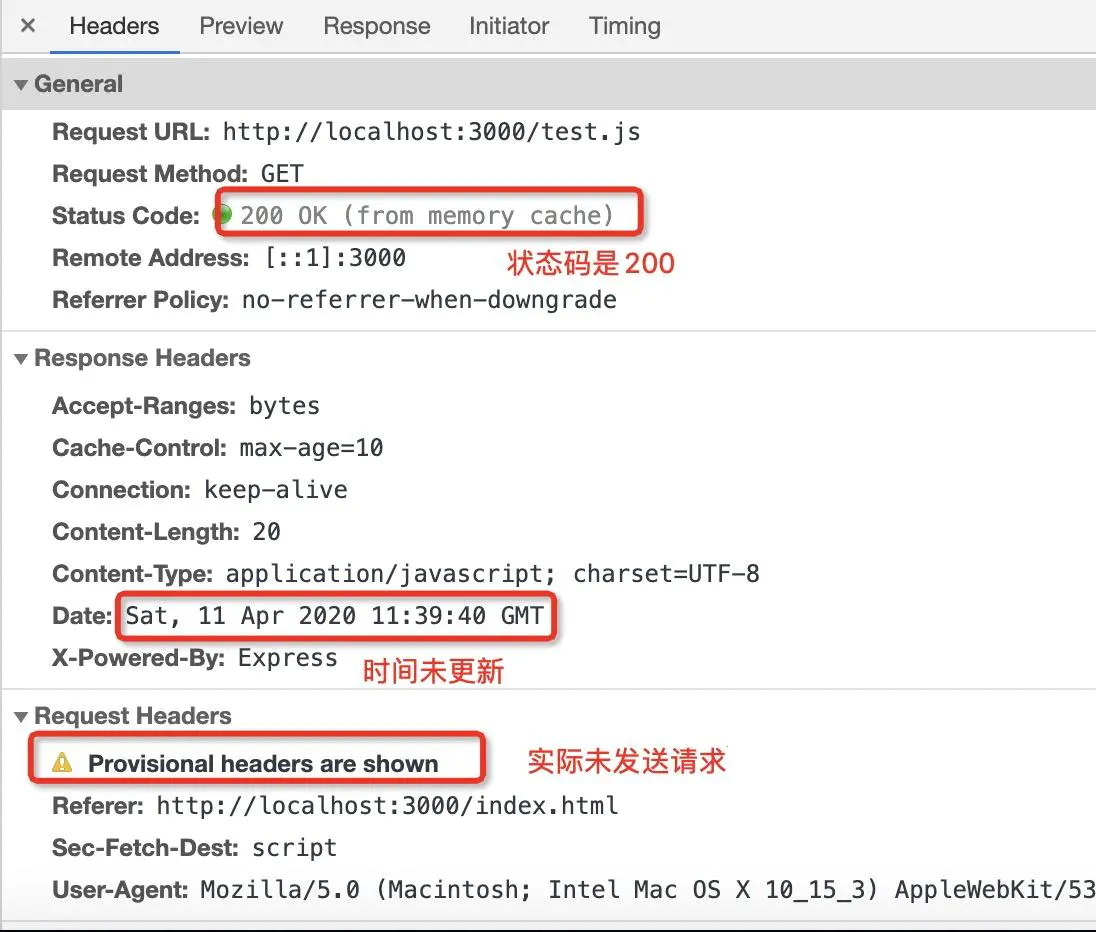 × Headers Preview Response Initiator Timing
▼ General
Request URL: http://localhost:3000/test.js
Request Method: GET
Status Code: 200 OK (from memory cache)
Remote Address: [::1]:3000
状态码是200
Referrer Policy: no-referrer-when-downgrade
▼ Response Headers
Accept-Ranges: bytes
Cache-Control: max-age=10
Connection: keep-alive
Content-Length: 20
Content-Type: application/javascript; charset=UTF-8
Date: Sat, 11 Apr 2020 11:39:40 GMT
X-Powered-By: Express
时间未更新
▼ Request Headers
⚠ Provisional headers are shown
实际未发送请求
Referer: http://localhost:3000/index.html
Sec-Fetch-Dest: script
User-Agent: Mozilla/5.0 (Macintosh; Intel Mac OS X 10_15_3) AppleWebKit/53